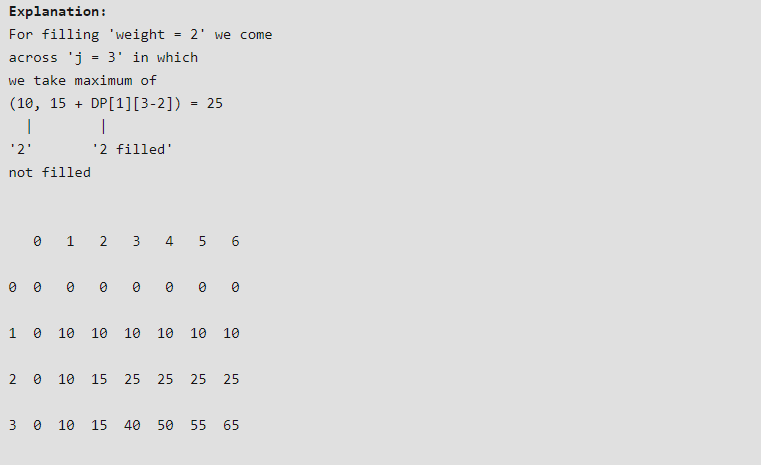 Explanation:
For filling 'weight = 2' we come
across 'j = 3' in which
we take maximum of
(10, 15 + DP[1][3-2]) = 25
| |
'2' '2 filled'
not filled
0 1 2 3 4 5 6
0 0 0 0 0 0 0 0
1 0 10 10 10 10 10 10
2 0 10 15 25 25 25 25
3 0 10 15 40 50 55 65